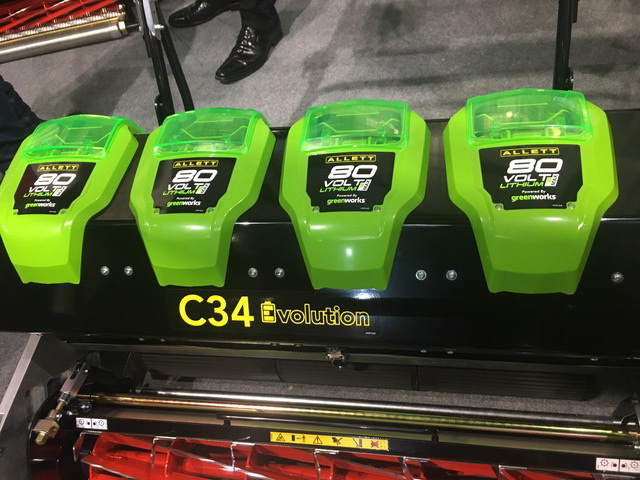 ALLETT
80
VOLT
LITHIUM
Powered By
greenworks
ALLETT
80
VOLT
LITHIUM
Powered By
greenworks
ALLETT
80
VOLT
LITHIUM
Powered By
greenworks
ALLETT
80
VOLT
LITHIUM
Powered By
greenworks
C34 Evolution